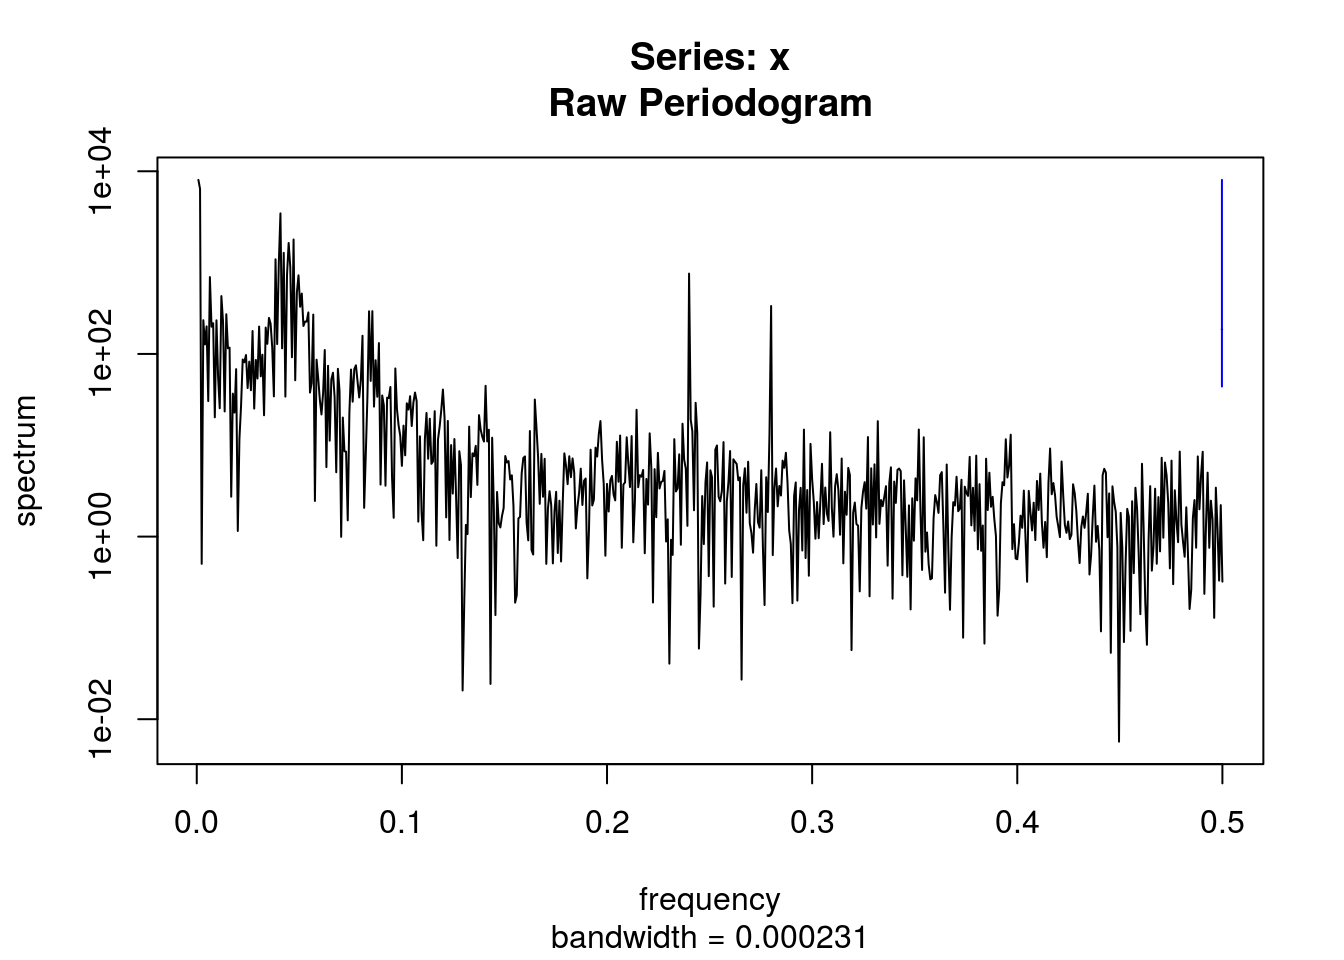 Series: x
Raw Periodogram
spectrum
1e+04
1e+02
1e+00
1e-02
0.0 0.1 0.2 0.3 0.4 0.5
frequency
bandwidth = 0.000231